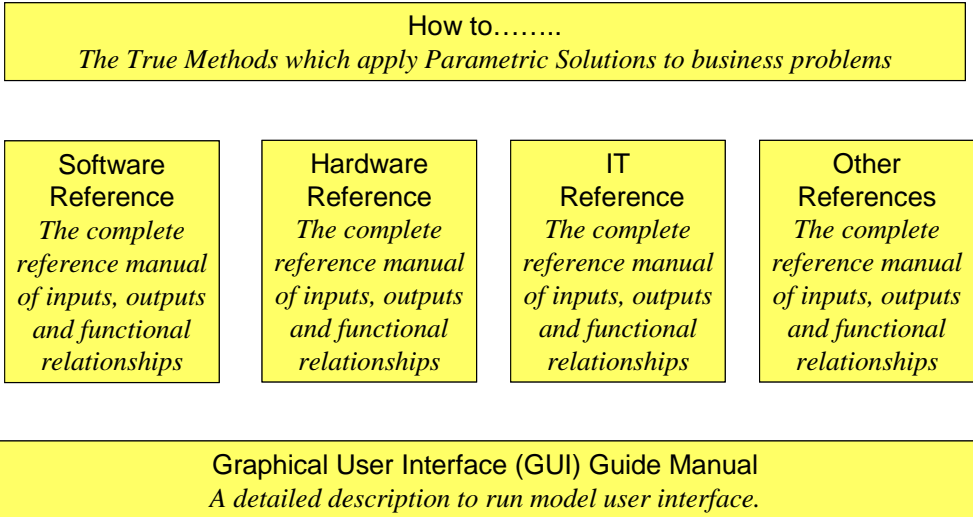 How to……..
The True Methods which apply Parametric Solutions to business problems
Software
Reference
The complete
reference manual
of inputs, outputs
and functional
relationships
Hardware
Reference
The complete
reference manual
of inputs, outputs
and functional
relationships
IT
Reference
The complete
reference manual
of inputs, outputs
and functional
relationships
Other
References
The complete
reference manual
of inputs, outputs
and functional
relationships
Graphical User Interface (GUI) Guide Manual
A detailed description to run model user interface.